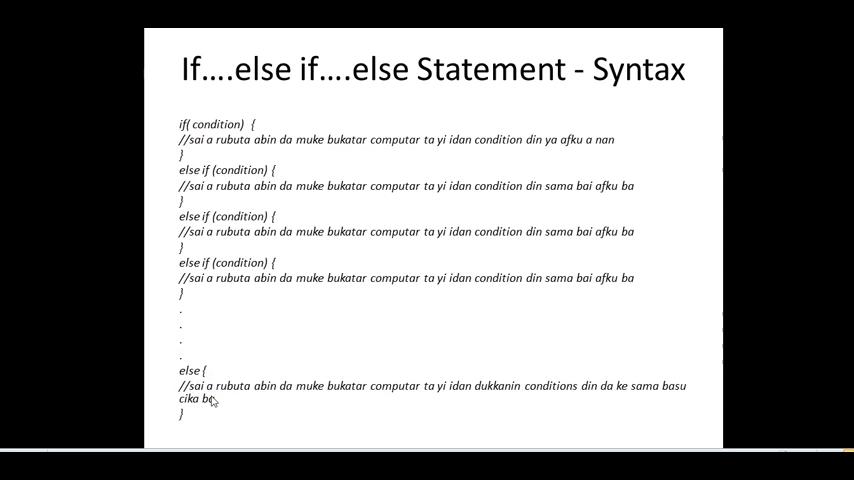 If....else if....else Statement - Syntax
if( condition) {
//sai a rubuta abin da muke bukatar computar ta yi idan condition din ya afku a nan
}
else if (condition) {
//sai a rubuta abin da muke bukatar computar ta yi idan condition din sama bai afku ba
}
else if (condition) {
//sai a rubuta abin da muke bukatar computar ta yi idan condition din sama bai afku ba
}
else if (condition) {
//sai a rubuta abin da muke bukatar computar ta yi idan condition din sama bai afku ba
}
.
.
.
.
else {
//sai a rubuta abin da muke bukatar computar ta yi idan dukkanin conditions din da ke sama basu
cika ba
}